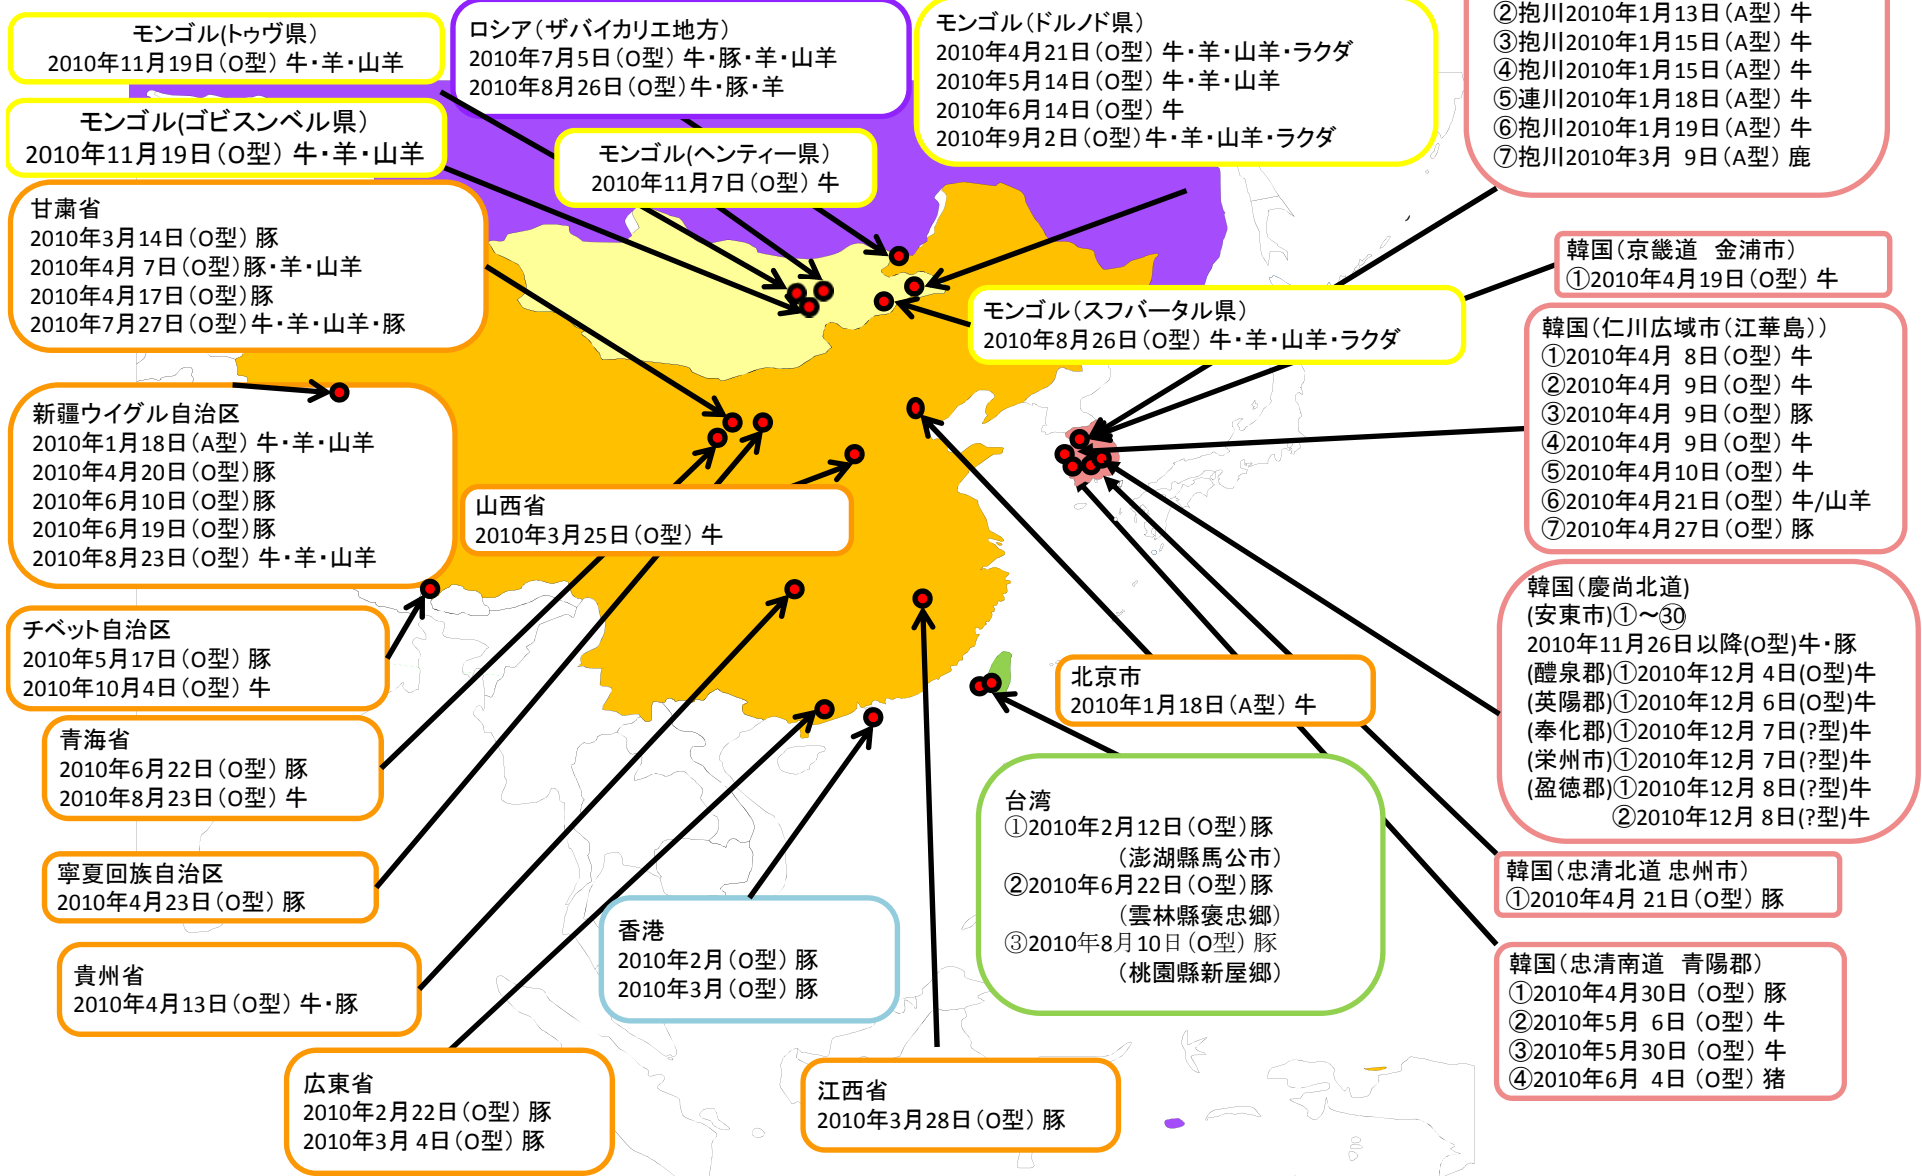 モンゴル(トゥヴ県)
2010年11月19日(O型) 牛・羊・山羊
ロシア(ザバイカリエ地方)
2010年7月5日(O型) 牛・豚・羊・山羊
2010年8月26日(O型)牛・豚・羊
モンゴル(ドルノド県)
2010年4月21日(O型) 牛・羊・山羊・ラクダ
2010年5月14日(O型) 牛・羊・山羊
2010年6月14日(O型) 牛
2010年9月2日(O型)牛・羊・山羊・ラクダ
②抱川2010年1月13日(A型) 牛
③抱川2010年1月15日(A型) 牛
④抱川2010年1月15日(A型) 牛
⑤連川2010年1月18日(A型) 牛
⑥抱川2010年1月19日(A型) 牛
⑦抱川2010年3月 9日(A型) 鹿
モンゴル(ゴビスンベル県)
2010年11月19日(O型) 牛・羊・山羊
モンゴル(ヘンティー県)
2010年11月7日(O型) 牛
甘粛省
2010年3月14日(O型) 豚
2010年4月 7日(O型)豚・羊・山羊
2010年4月17日(O型)豚
2010年7月27日(O型)牛・羊・山羊・豚
韓国(京畿道 金浦市)
①2010年4月19日(O型) 牛
モンゴル(スフバータル県)
2010年8月26日(O型) 牛・羊・山羊・ラクダ
韓国(仁川広域市(江華島))
①2010年4月 8日(O型) 牛
②2010年4月 9日(O型) 牛
③2010年4月 9日(O型) 豚
④2010年4月 9日(O型) 牛
⑤2010年4月10日(O型) 牛
⑥2010年4月21日(O型) 牛/山羊
⑦2010年4月27日(O型) 豚
新疆ウイグル自治区
2010年1月18日(A型) 牛・羊・山羊
2010年4月20日(O型)豚
2010年6月10日(O型)豚
2010年6月19日(O型)豚
2010年8月23日(O型) 牛・羊・山羊
山西省
2010年3月25日(O型) 牛
韓国(慶尚北道)
(安東市)①～㉚
2010年11月26日以降(O型)牛・豚
(醴泉郡)①2010年12月 4日(O型)牛
(英陽郡)①2010年12月 6日(O型)牛
(奉化郡)①2010年12月 7日(?型)牛
(栄州市)①2010年12月 7日(?型)牛
(盈徳郡)①2010年12月 8日(?型)牛
②2010年12月 8日(?型)牛
チベット自治区
2010年5月17日(O型) 豚
2010年10月4日(O型) 牛
北京市
2010年1月18日(A型) 牛
青海省
2010年6月22日(O型) 豚
2010年8月23日(O型) 牛
台湾
①2010年2月12日(O型)豚
(澎湖縣馬公市)
②2010年6月22日(O型)豚
(雲林縣褒忠郷)
③2010年8月10日(O型) 豚
(桃園縣新屋郷)
寧夏回族自治区
2010年4月23日(O型) 豚
韓国(忠清北道 忠州市)
①2010年4月 21日(O型) 豚
香港
2010年2月(O型) 豚
2010年3月(O型) 豚
貴州省
2010年4月13日(O型) 牛・豚
韓国(忠清南道 青陽郡)
①2010年4月30日 (O型) 豚
②2010年5月 6日 (O型) 牛
③2010年5月30日 (O型) 牛
④2010年6月 4日 (O型) 猪
広東省
2010年2月22日(O型) 豚
2010年3月 4日(O型) 豚
江西省
2010年3月28日(O型) 豚